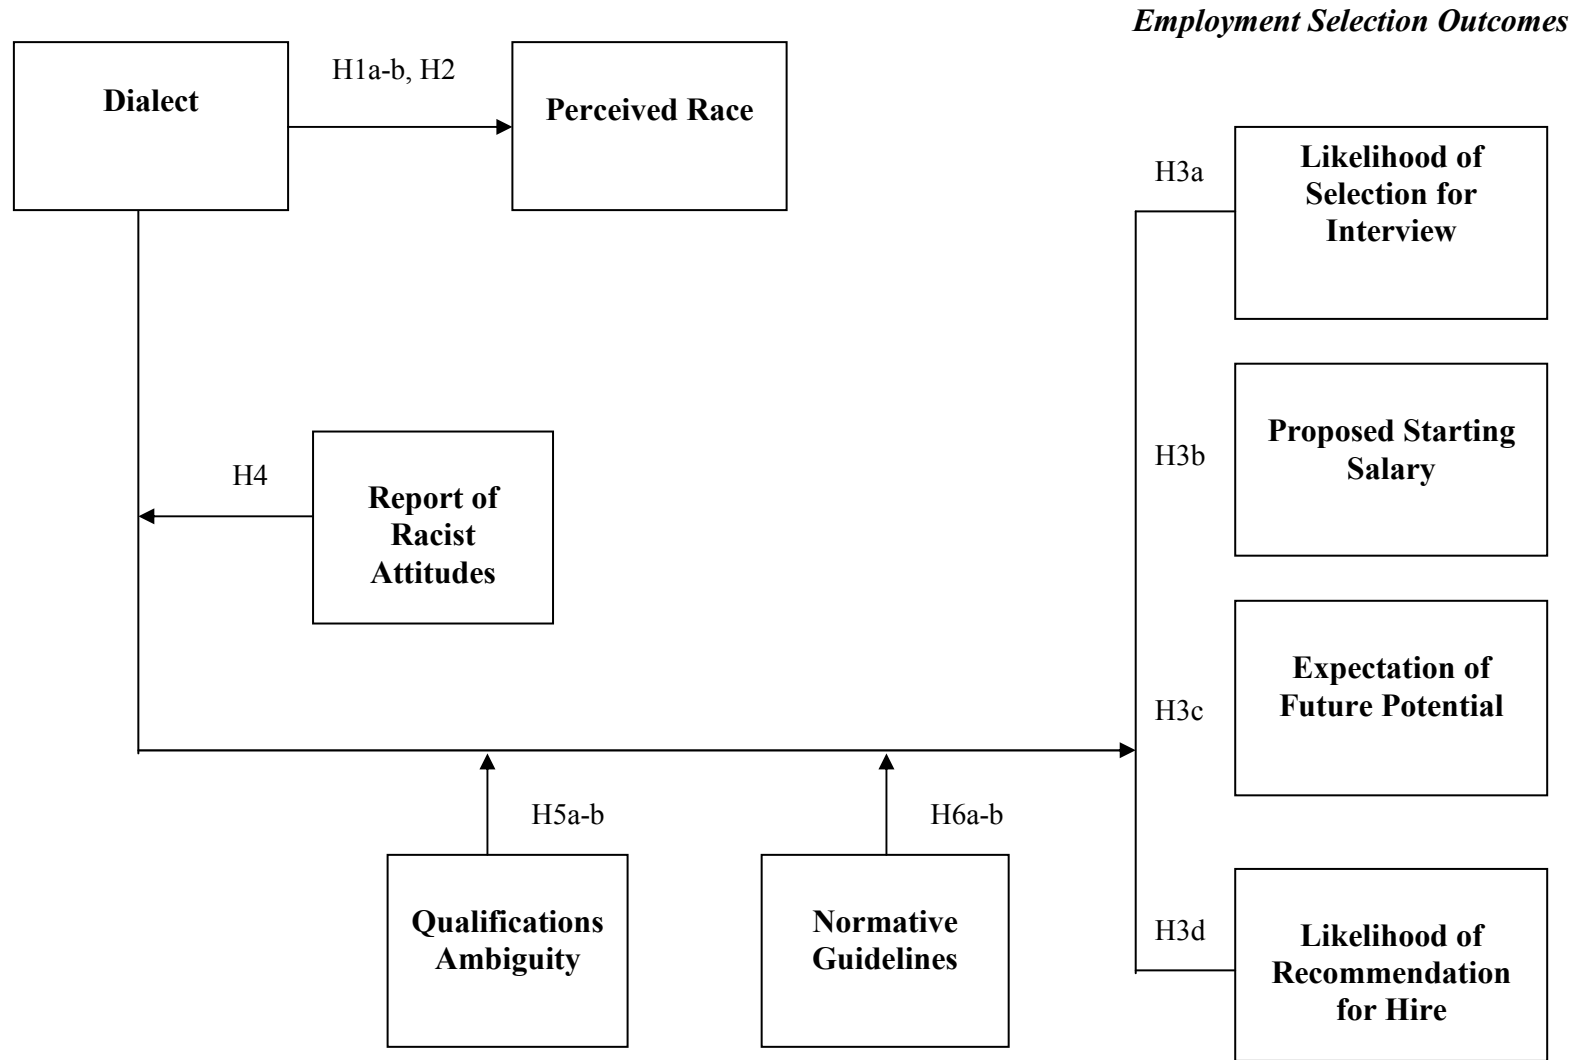 Employment Selection Outcomes
Dialect
H1a-b, H2
Perceived Race
H3a
Likelihood of
Selection for
Interview
H3b
Proposed Starting
Salary
H4
Report of
Racist
Attitudes
H3c
Expectation of
Future Potential
H5a-b
H6a-b
Qualifications
Ambiguity
Normative
Guidelines
H3d
Likelihood of
Recommendation
for Hire